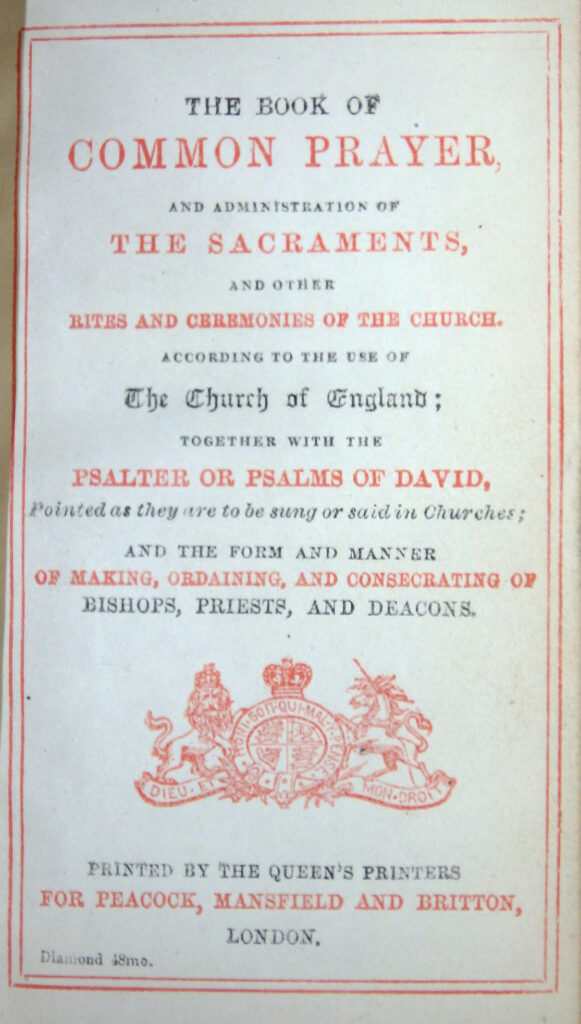 THE BOOK OF
COMMON PRAYER,
AND ADMINISTRATION OF
THE SACRAMENTS,
AND OTHER
RITES AND CEREMONIES OF THE CHURCH.
ACCORDING TO THE USE OF
The Church of England;
TOGETHER WITH THE
PSALTER OR PSALMS OF DAVID,
Pointed as they are to be sung or said in Churches;
AND THE FORM AND MANNER
OF MAKING, ORDAINING, AND CONSECRATING OF
BISHOPS, PRIESTS, AND DEACONS.
SOIT·QUI·MAL·Y
DIEU·ET MON·DROIT
PRINTED BY THE QUEEN'S PRINTERS
FOR PEACOCK, MANSFIELD AND BRITTON,
LONDON.
Diamond 48mo.